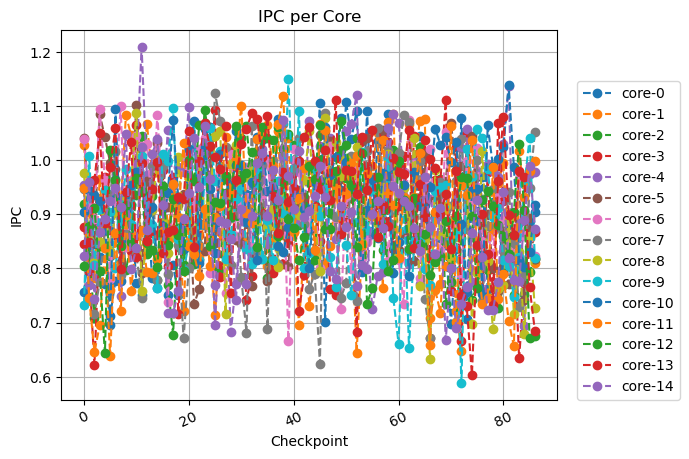 IPC per Core
IPC
1.2
1.1
1.0
0.9
0.8
0.7
0.6
0
20
40
60
80
Checkpoint
core-0
core-1
core-2
core-3
core-4
core-5
core-6
core-7
core-8
core-9
core-10
core-11
core-12
core-13
core-14